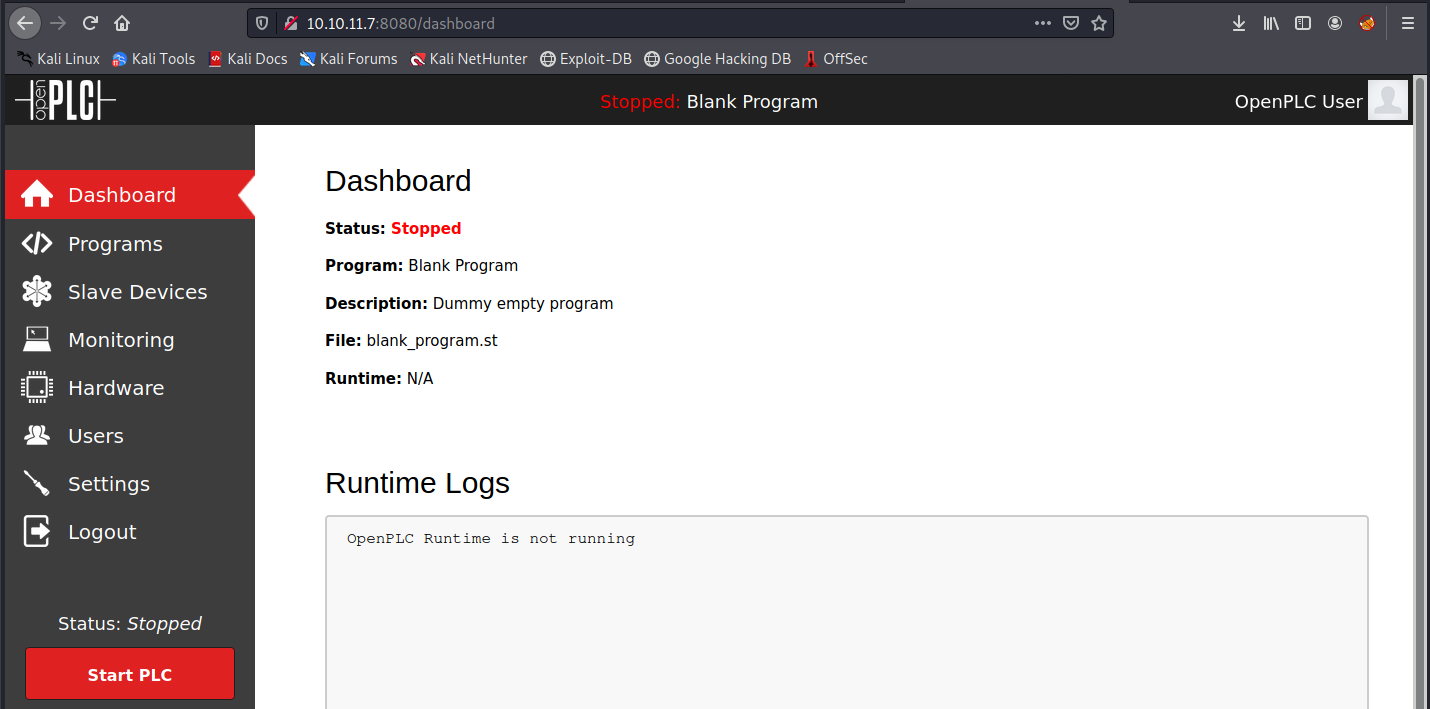 10.10.11.7:8080/dashboard
Kali Linux Kali Tools Kali Docs Kali Forums Kali NetHunter Exploit-DB Google Hacking DB OffSec
open PLC Stopped: Blank Program OpenPLC User
Dashboard
Programs
Slave Devices
Monitoring
Hardware
Users
Settings
Logout
Status: Stopped
Start PLC
Dashboard
Status: Stopped
Program: Blank Program
Description: Dummy empty program
File: blank_program.st
Runtime: N/A
Runtime Logs
OpenPLC Runtime is not running